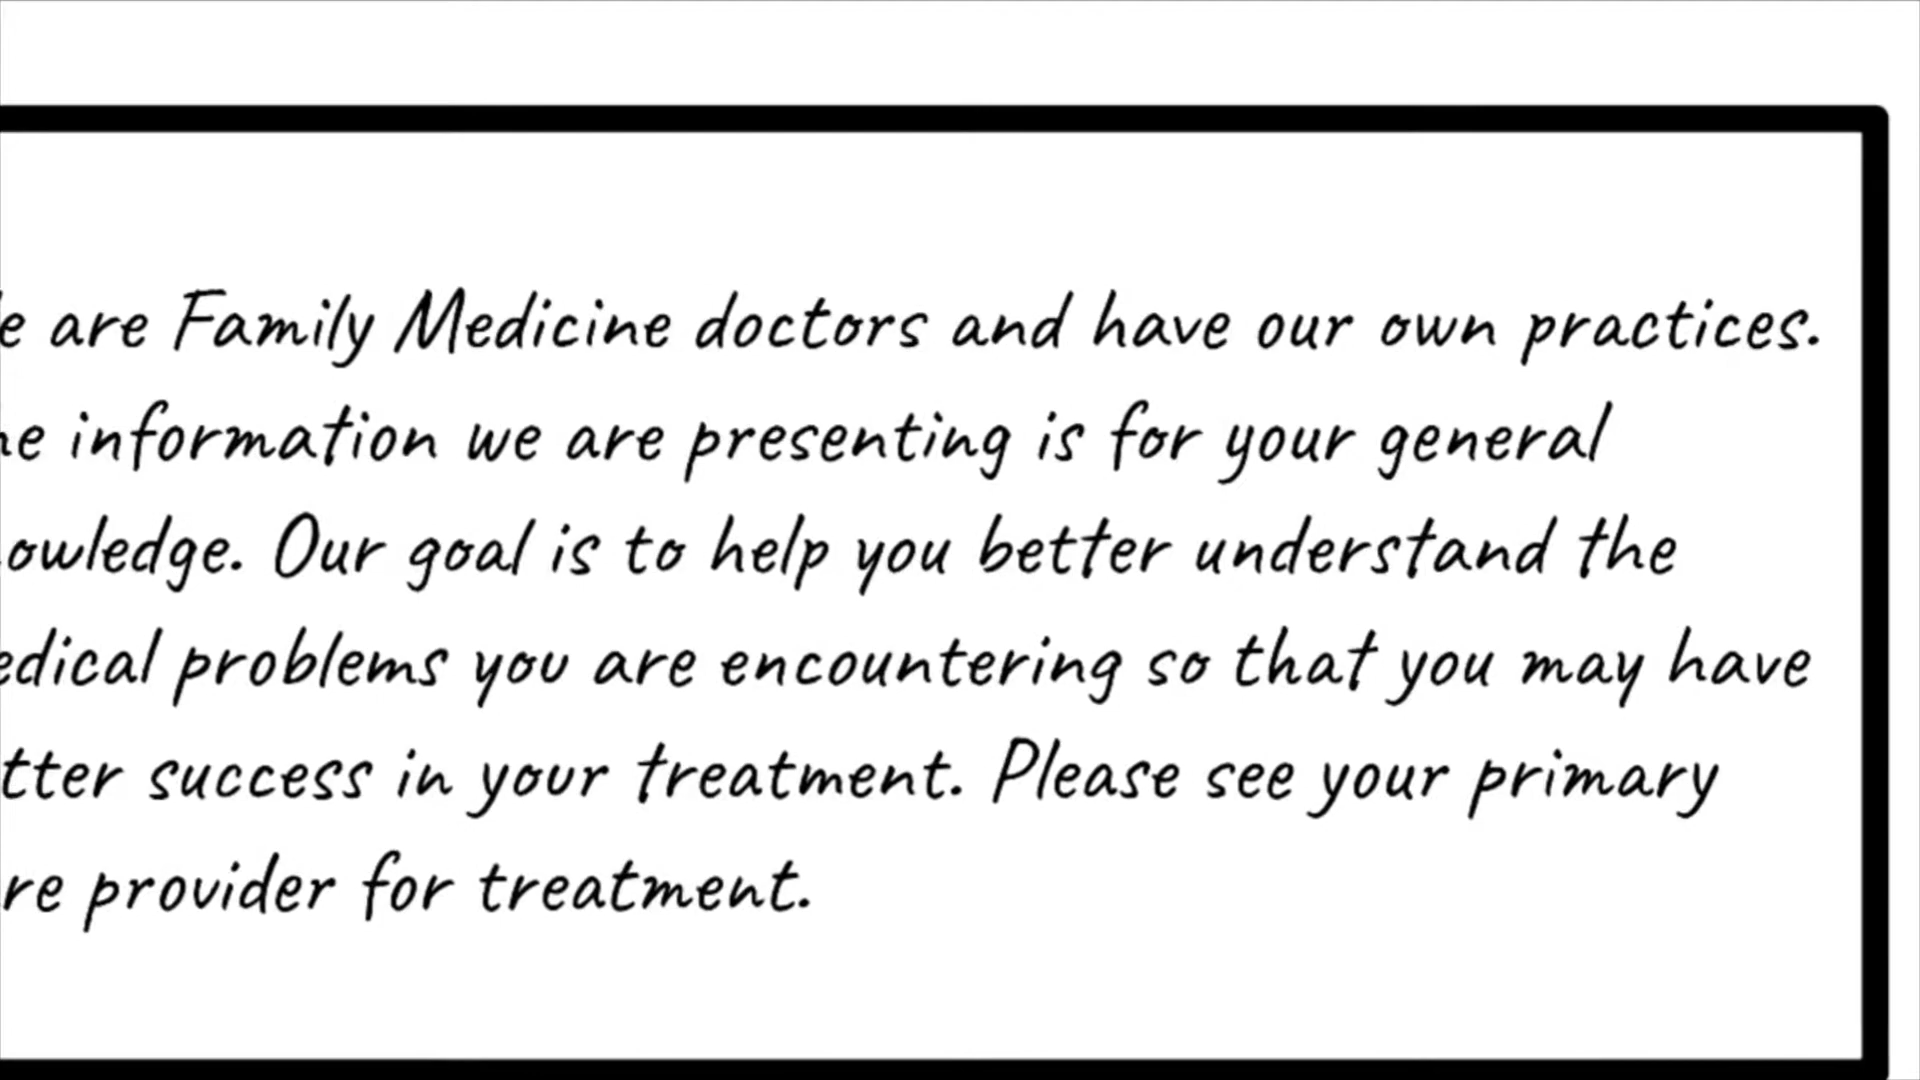 e are Family Medicine doctors and have our own practices.
he information we are presenting is for your general
owledge. Our goal is to help you better understand the
edical problems you are encountering so that you may have
tter success in your treatment. Please see your primary
re provider for treatment.